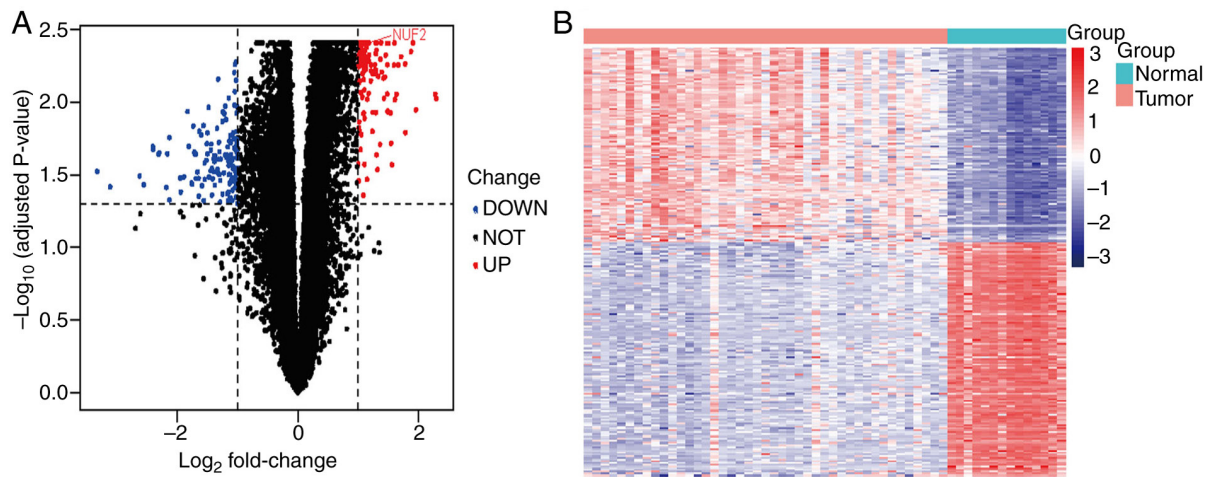 A
2.5
2.0
1.5
1.0
0.5
0.0
−Log10 (adjusted P-value)
−2
0
2
Log2 fold-change
NUF2
Change
DOWN
NOT
UP
B
Group
3
2
1
0
−1
−2
−3
Group
Normal
Tumor